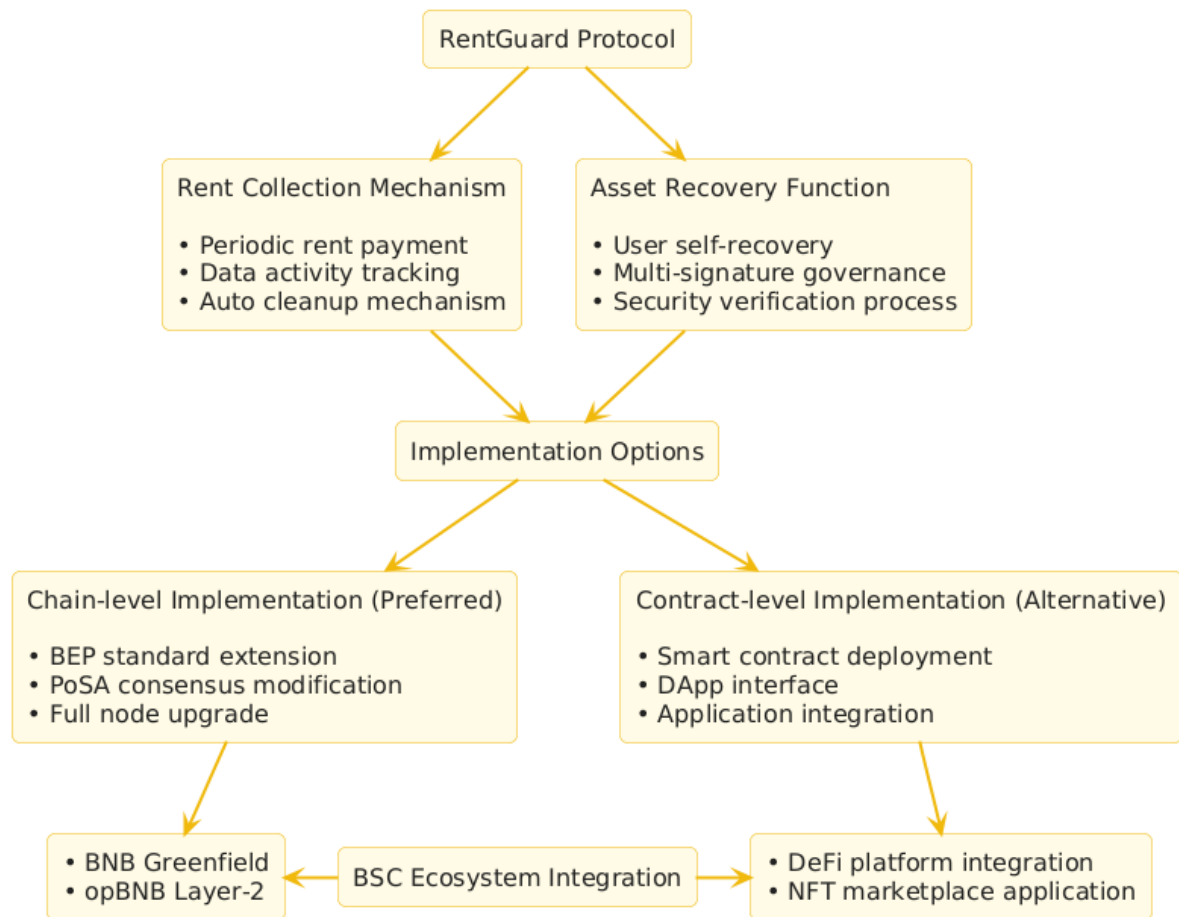 RentGuard Protocol
Rent Collection Mechanism
• Periodic rent payment
• Data activity tracking
• Auto cleanup mechanism
Asset Recovery Function
• User self-recovery
• Multi-signature governance
• Security verification process
Implementation Options
Chain-level Implementation (Preferred)
• BEP standard extension
• PoSA consensus modification
• Full node upgrade
Contract-level Implementation (Alternative)
• Smart contract deployment
• DApp interface
• Application integration
• BNB Greenfield
• opBNB Layer-2
BSC Ecosystem Integration
• DeFi platform integration
• NFT marketplace application